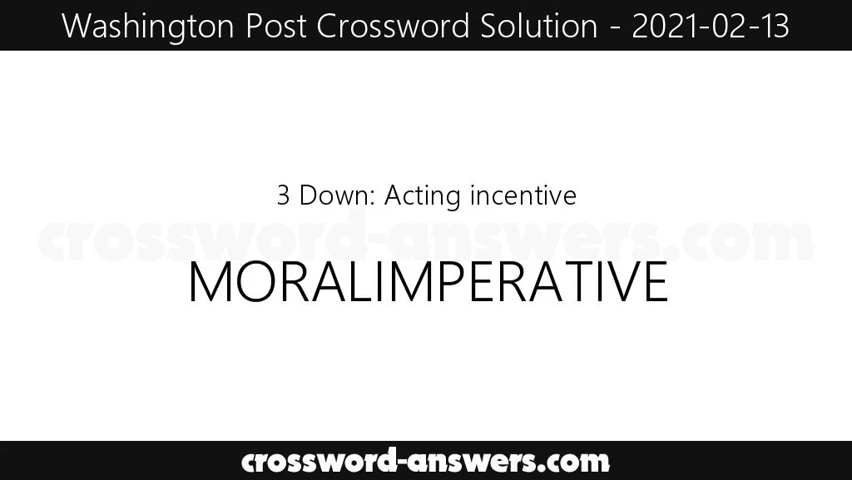 Washington Post Crossword Solution - 2021-02-13
3 Down: Acting incentive
crossword-answers.com
MORALIMPERATIVE
crossword-answers.com